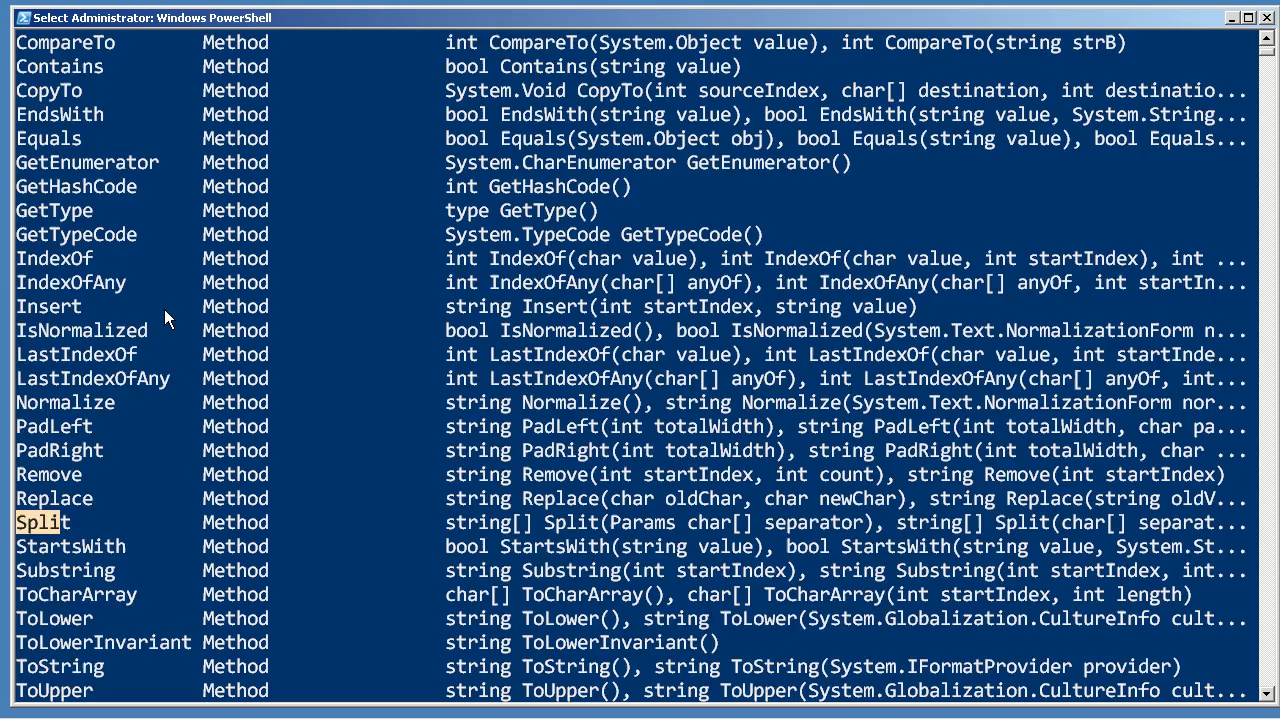 Select Administrator: Windows PowerShell
CompareTo Method int CompareTo(System.Object value), int CompareTo(string strB)
Contains Method bool Contains(string value)
CopyTo Method System.Void CopyTo(int sourceIndex, char[] destination, int destinatio...
EndsWith Method bool EndsWith(string value), bool EndsWith(string value, System.String...
Equals Method bool Equals(System.Object obj), bool Equals(string value), bool Equals...
GetEnumerator Method System.CharEnumerator GetEnumerator()
GetHashCode Method int GetHashCode()
GetType Method type GetType()
GetTypeCode Method System.TypeCode GetTypeCode()
IndexOf Method int IndexOf(char value), int IndexOf(char value, int startIndex), int ...
IndexOfAny Method int IndexOfAny(char[] anyOf), int IndexOfAny(char[] anyOf, int startIn...
Insert Method string Insert(int startIndex, string value)
IsNormalized Method bool IsNormalized(), bool IsNormalized(System.Text.NormalizationForm n...
LastIndexOf Method int LastIndexOf(char value), int LastIndexOf(char value, int startInde...
LastIndexOfAny Method int LastIndexOfAny(char[] anyOf), int LastIndexOfAny(char[] anyOf, int...
Normalize Method string Normalize(), string Normalize(System.Text.NormalizationForm nor...
PadLeft Method string PadLeft(int totalWidth), string PadLeft(int totalWidth, char pa...
PadRight Method string PadRight(int totalWidth), string PadRight(int totalWidth, char ...
Remove Method string Remove(int startIndex, int count), string Remove(int startIndex)
Replace Method string Replace(char oldChar, char newChar), string Replace(string oldV...
Split Method string[] Split(Params char[] separator), string[] Split(char[] separat...
StartsWith Method bool StartsWith(string value), bool StartsWith(string value, System.St...
Substring Method string Substring(int startIndex), string Substring(int startIndex, int...
ToCharArray Method char[] ToCharArray(), char[] ToCharArray(int startIndex, int length)
ToLower Method string ToLower(), string ToLower(System.Globalization.CultureInfo cult...
ToLowerInvariant Method string ToLowerInvariant()
ToString Method string ToString(), string ToString(System.IFormatProvider provider)
ToUpper Method string ToUpper(), string ToUpper(System.Globalization.CultureInfo cult...